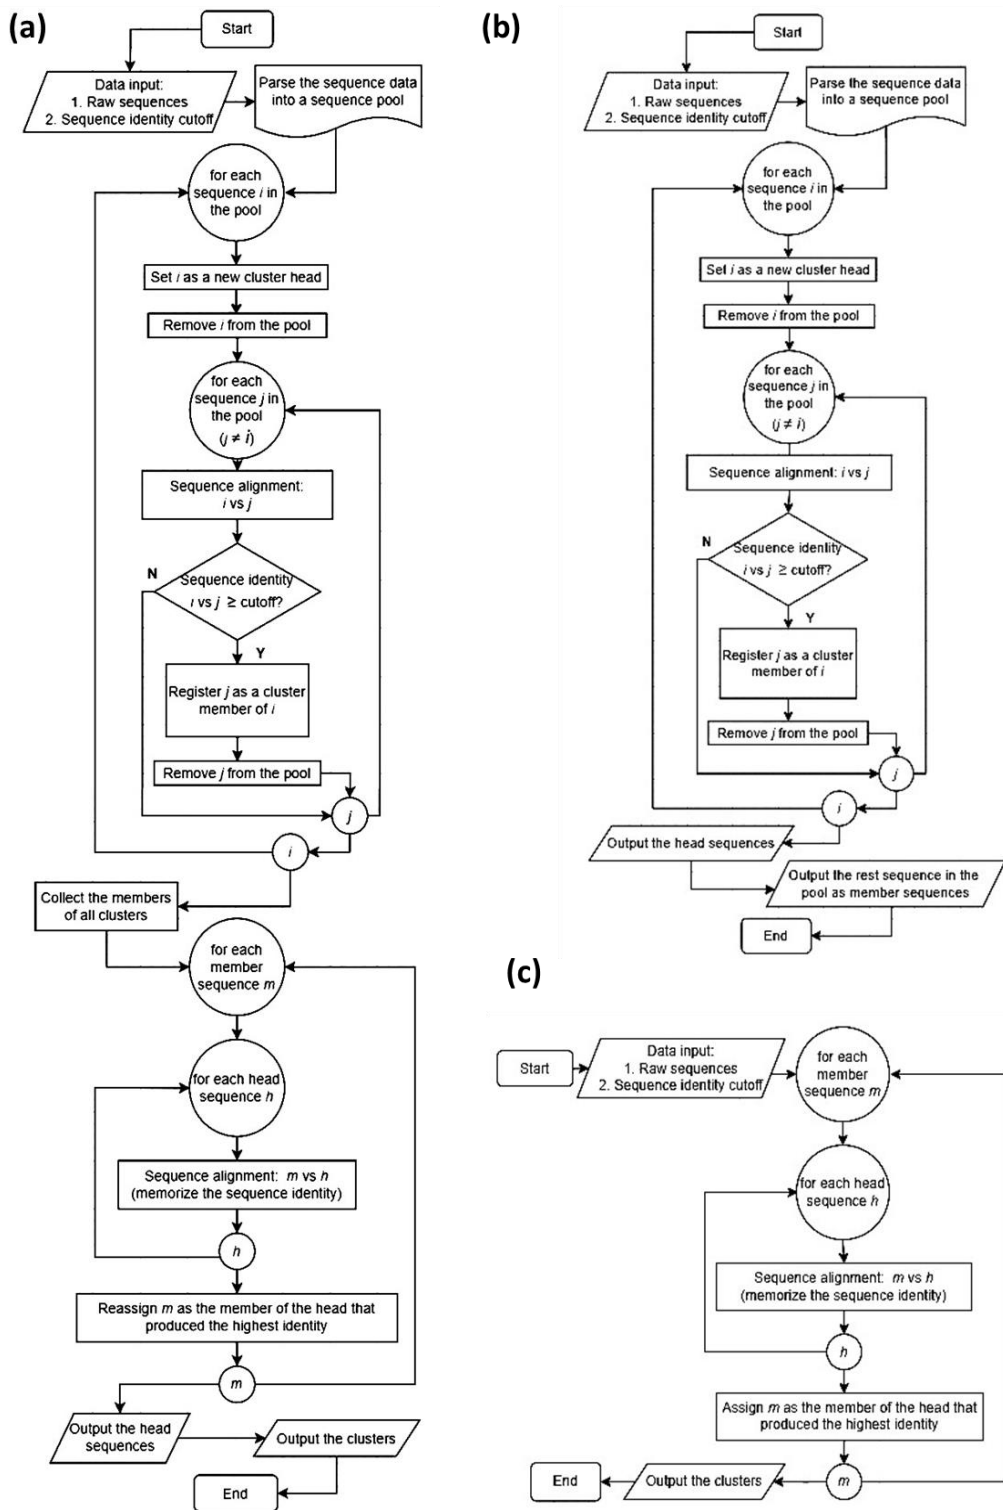 (a)
Start
Data input:
1. Raw sequences
2. Sequence identity cutoff
Parse the sequence data
into a sequence pool
for each
sequence i in
the pool
Set i as a new cluster head
Remove i from the pool
for each
sequence j in
the pool
(j ≠ i)
Sequence alignment:
i vs j
N
Sequence identity
i vs j ≥ cutoff?
Y
Register j as a cluster
member of i
Remove j from the pool
j
i
Collect the members
of all clusters
for each
member
sequence m
for each head
sequence h
Sequence alignment: m vs h
(memorize the sequence identity)
h
Reassign m as the member of the head that
produced the highest identity
m
Output the head
sequences
Output the clusters
End
(b)
Start
Data input:
1. Raw sequences
2. Sequence identity cutoff
Parse the sequence data
into a sequence pool
for each
sequence i in
the pool
Set i as a new cluster head
Remove i from the pool
for each
sequence j in
the pool
(j ≠ i)
Sequence alignment: i vs j
N
Sequence identity
i vs j ≥ cutoff?
Y
Register j as a cluster
member of i
Remove j from the pool
j
i
Output the head sequences
Output the rest sequence in the
pool as member sequences
End
(c)
Start
Data input:
1. Raw sequences
2. Sequence identity cutoff
for each
member
sequence m
for each head
sequence h
Sequence alignment: m vs h
(memorize the sequence identity)
h
Assign m as the member of the head that
produced the highest identity
m
Output the clusters
End